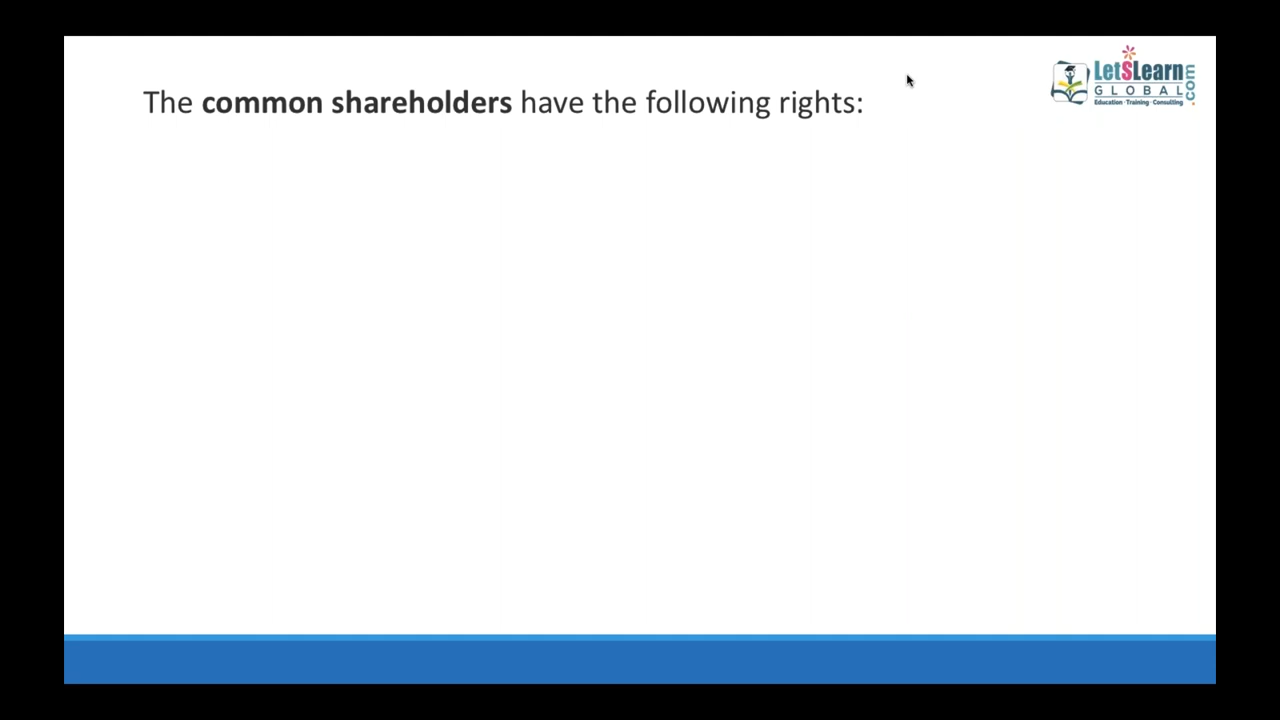 The common shareholders have the following rights:
LetSLearn
GLOBAL
.com
Education · Training · Consulting